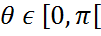 θ ϵ [0, π[